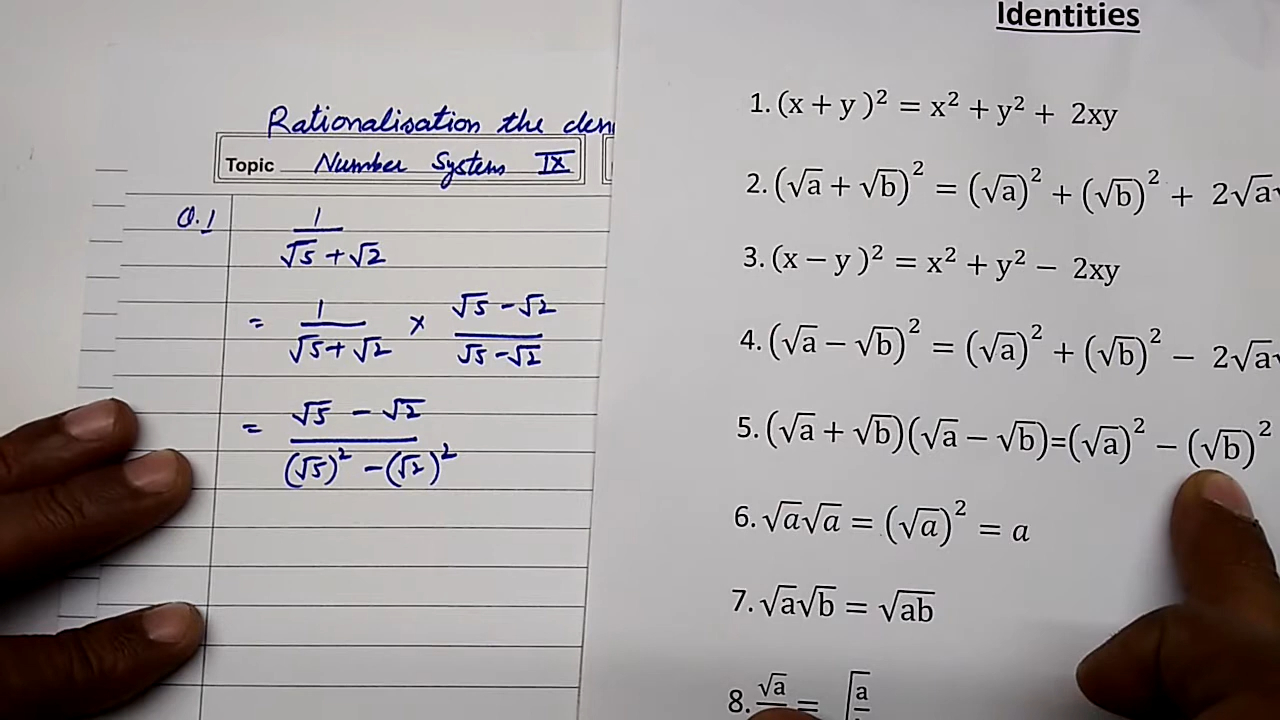 Rationalisation the den
Topic Number System IX
Q.1 1/(√5 + √2)
= 1/(√5 + √2) × (√5 - √2)/(√5 - √2)
= (√5 - √2)/((√5)² - (√2)²)
Identities
1. (x + y )² = x² + y² + 2xy
2. (√a + √b)² = (√a)² + (√b)² + 2√a√
3. (x − y )² = x² + y² − 2xy
4. (√a − √b)² = (√a)² + (√b)² − 2√a√
5. (√a + √b)(√a − √b)=(√a)² − (√b)²
6. √a√a = (√a)² = a
7. √a√b = √ab
8. √a = √a